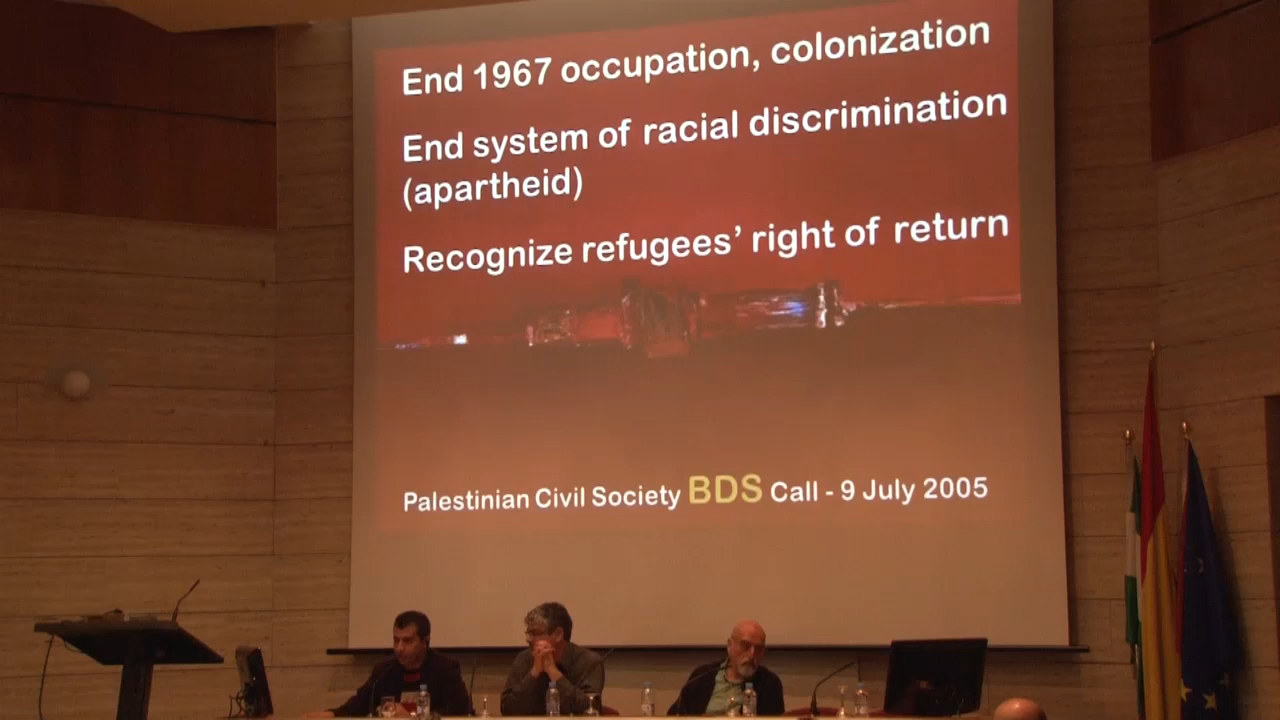 End 1967 occupation, colonization
End system of racial discrimination
(apartheid)
Recognize refugees’ right of return
Palestinian Civil Society BDS Call - 9 July 2005